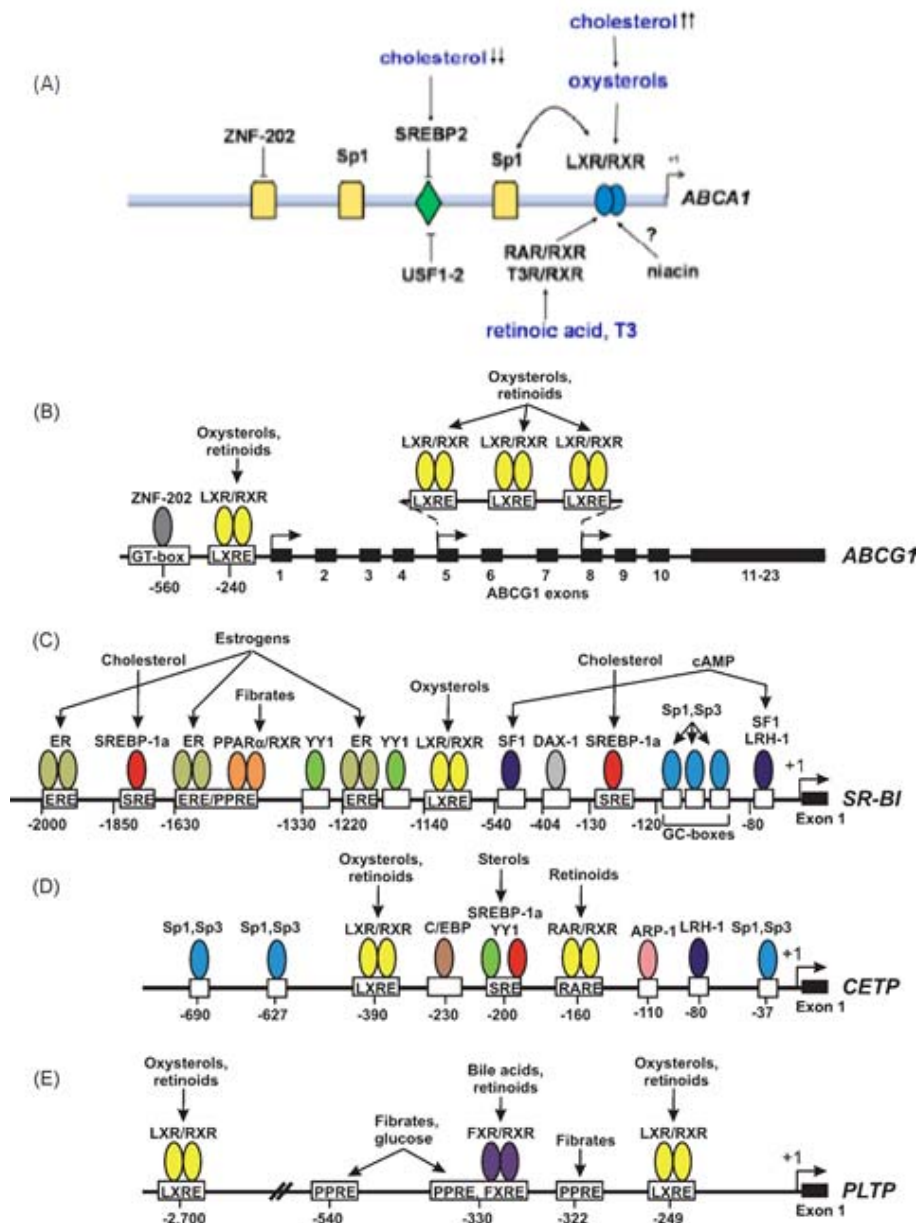 (A)
cholesterol ↑↑
cholesterol ↓↓
oxysterols
ZNF-202
SREBP2
Sp1
Sp1
LXR/RXR
+1
ABCA1
?
RAR/RXR
USF1-2
T3R/RXR
niacin
retinoic acid, T3
(B)
Oxysterols,
retinoids
Oxysterols,
retinoids
LXR/RXR LXR/RXR LXR/RXR
ZNF-202
LXR/RXR
LXRE LXRE LXRE
GT-box LXRE
ABCG1
-560 -240
1 2 3 4 5 6 7 8 9 10 11-23
ABCG1 exons
(C)
Estrogens
Cholesterol
Cholesterol
cAMP
Fibrates
Oxysterols
Sp1,Sp3
SF1
ER SREBP-1a ER PPARα/RXR YY1 ER YY1 LXR/RXR SF1 DAX-1 SREBP-1a LRH-1
+1
ERE SRE ERE/PPRE ERE LXRE SRE
SR-BI
-2000 -1850 -1630 -1330 -1220 -1140 -540 -404 -130 -120 -80
Exon 1
GC-boxes
(D)
Oxysterols,
retinoids
Sterols
Retinoids
SREBP-1a
Sp1,Sp3 Sp1,Sp3 LXR/RXR C/EBP YY1 RAR/RXR ARP-1 LRH-1 Sp1,Sp3
+1
LXRE SRE RARE
CETP
-690 -627 -390 -230 -200 -160 -110 -80 -37
Exon 1
(E)
Oxysterols,
retinoids
Bile acids,
retinoids
Oxysterols,
retinoids
LXR/RXR
Fibrates,
glucose
FXR/RXR
Fibrates
LXR/RXR
+1
LXRE PPRE PPRE, FXRE PPRE LXRE
PLTP
-2.700 -540 -330 -322 -249
Exon 1